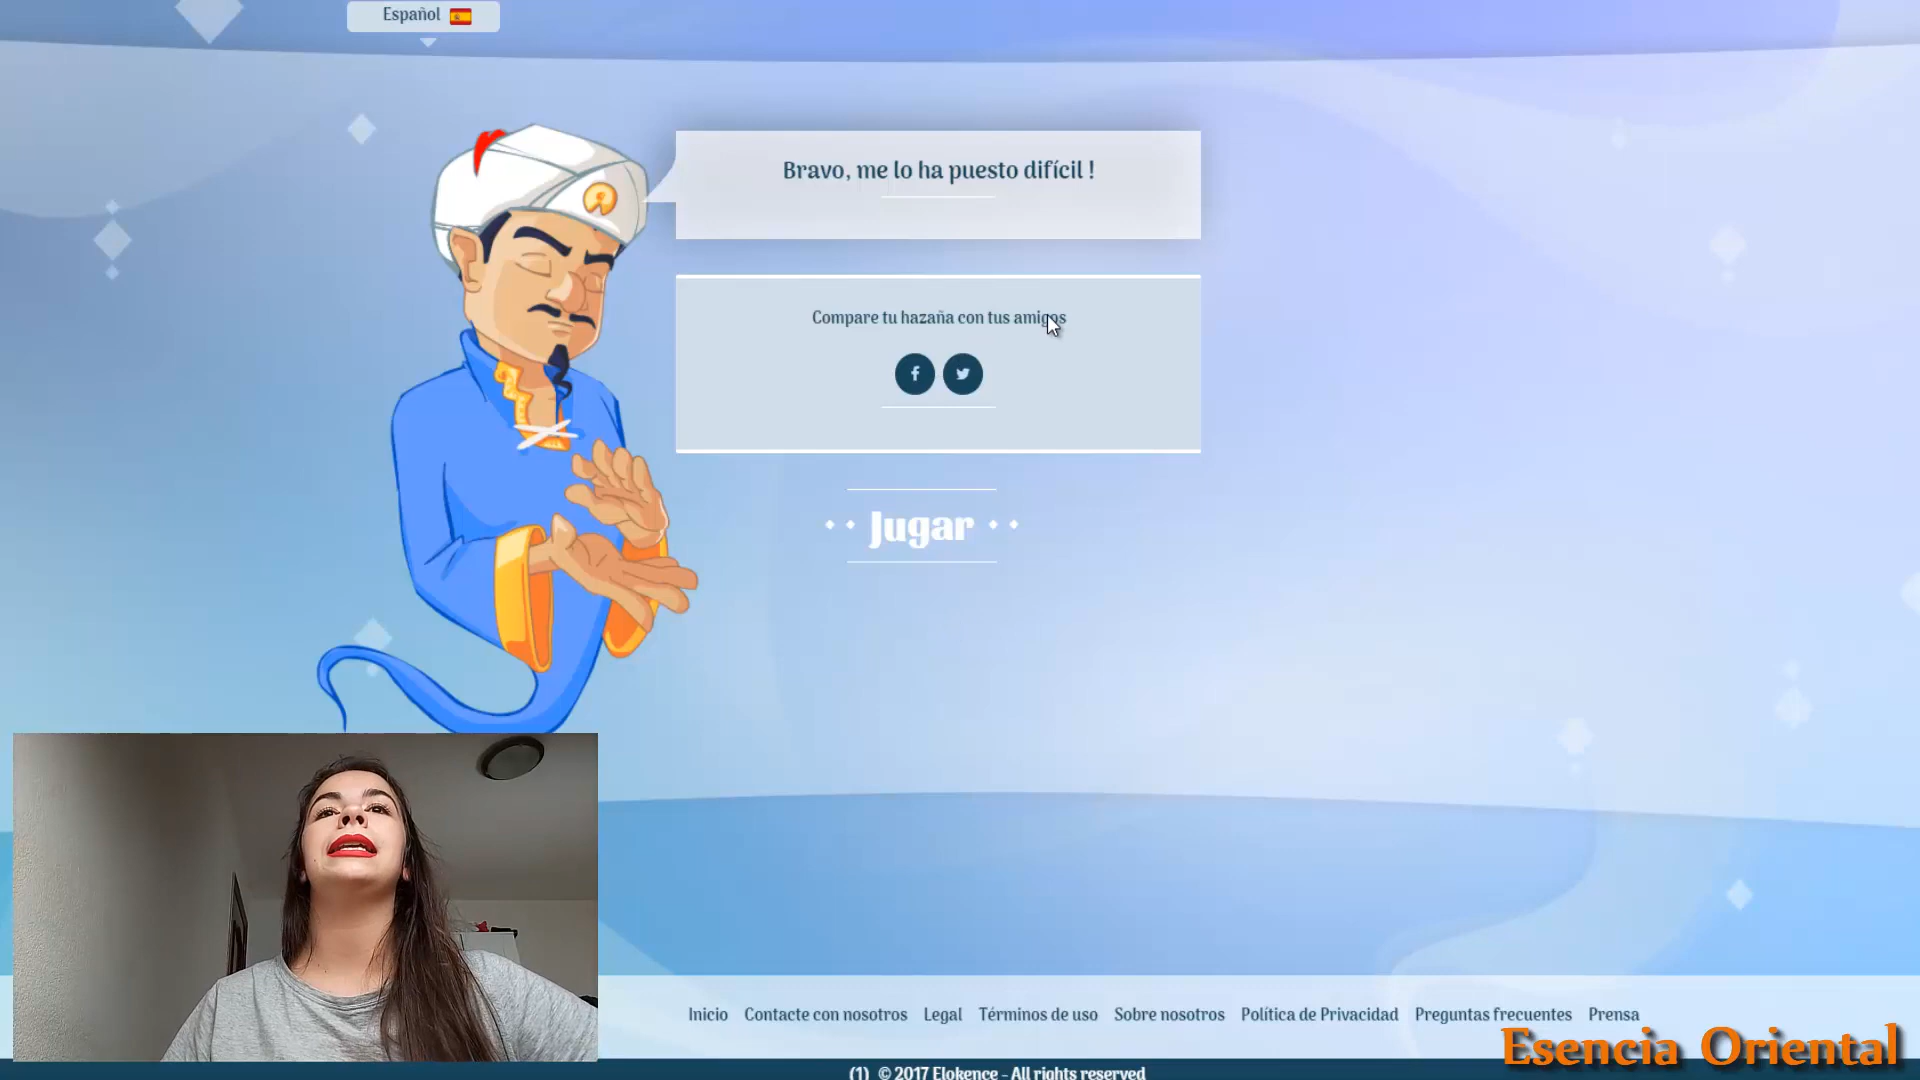 Español
Bravo, me lo ha puesto difícil !
Compare tu hazaña con tus amigos
Jugar
Inicio Contacte con nosotros Legal Términos de uso Sobre nosotros Política de Privacidad Preguntas frecuentes Prensa
Esencia Oriental
(1) © 2017 Elokence - All rights reserved